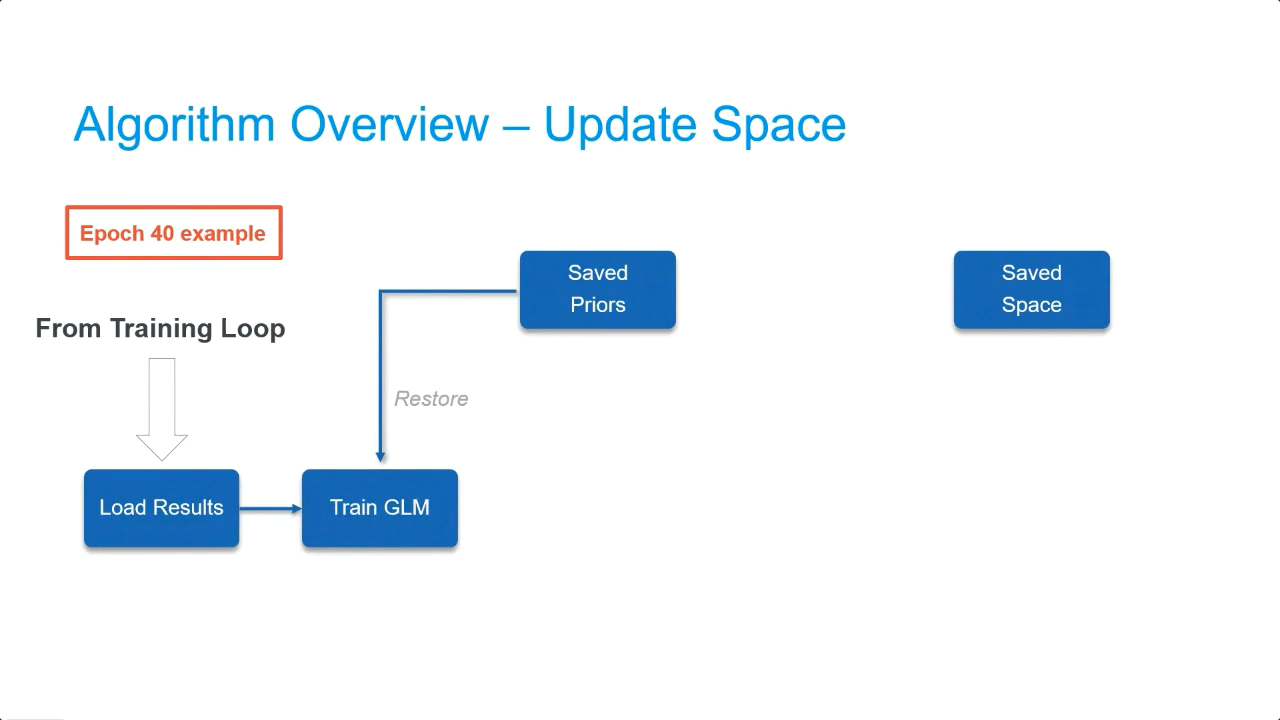 Algorithm Overview – Update Space
Epoch 40 example
Saved
Priors
Saved
Space
From Training Loop
Restore
Load Results
Train GLM